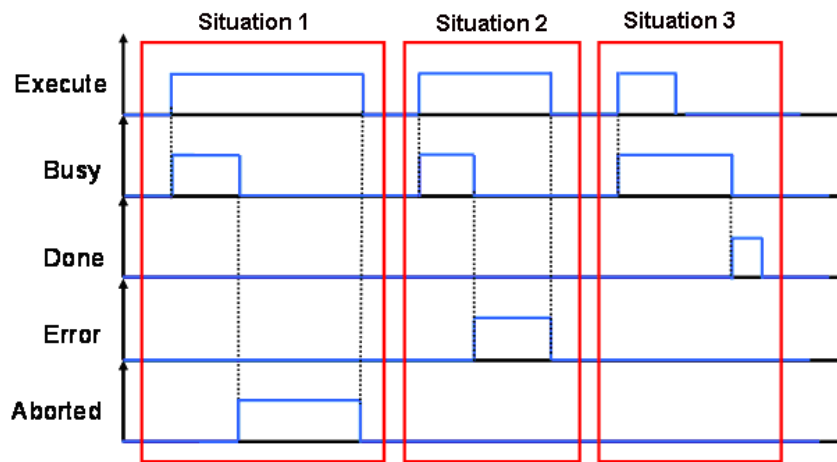 Situation 1
Situation 2
Situation 3
Execute
Busy
Done
Error
Aborted